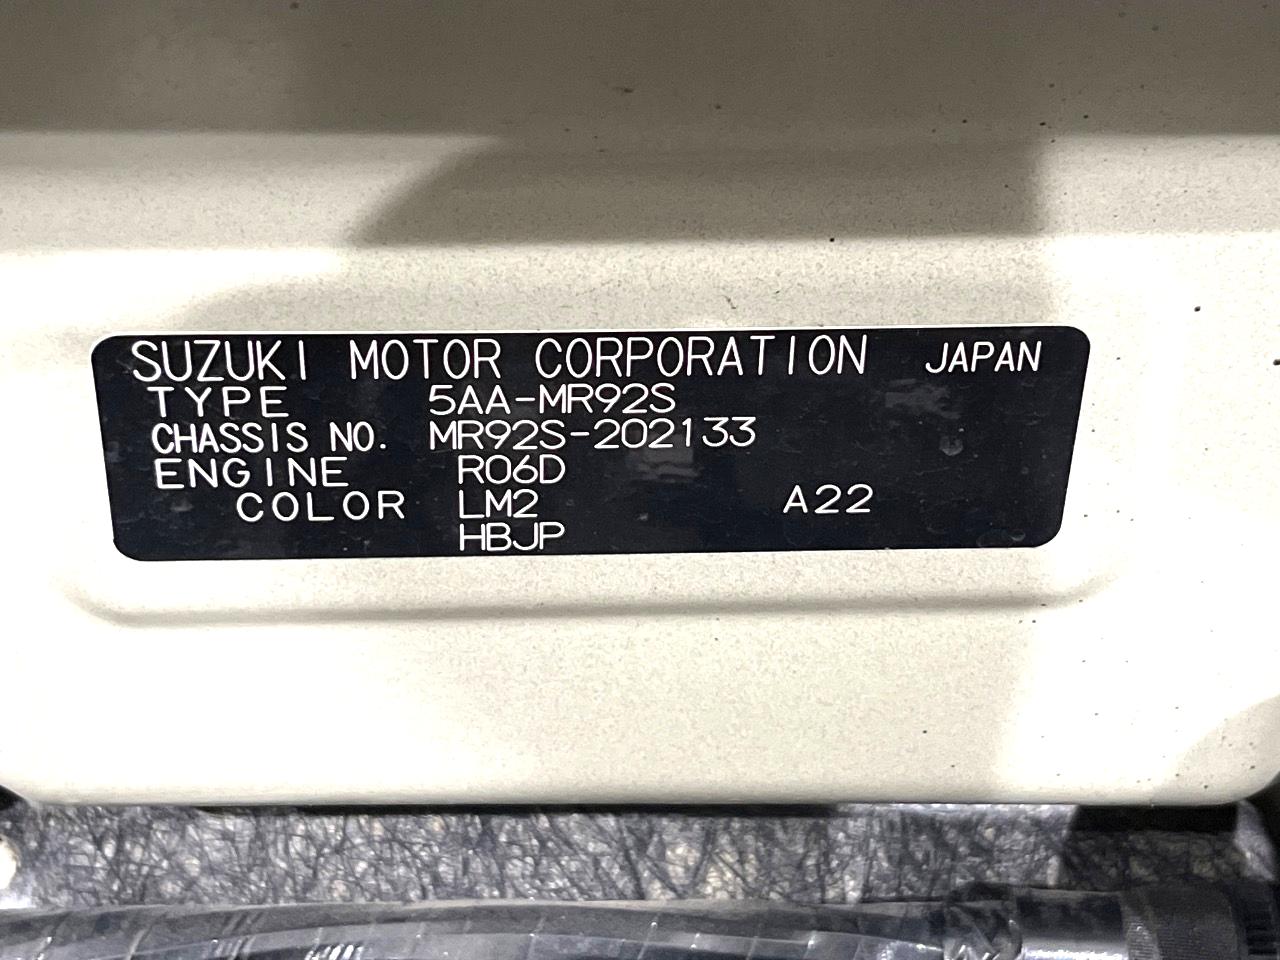 SUZUKI MOTOR CORPORATION JAPAN
TYPE 5AA-MR92S
CHASSIS NO. MR92S-202133
ENGINE R06D
COLOR LM2 A22
HBJP